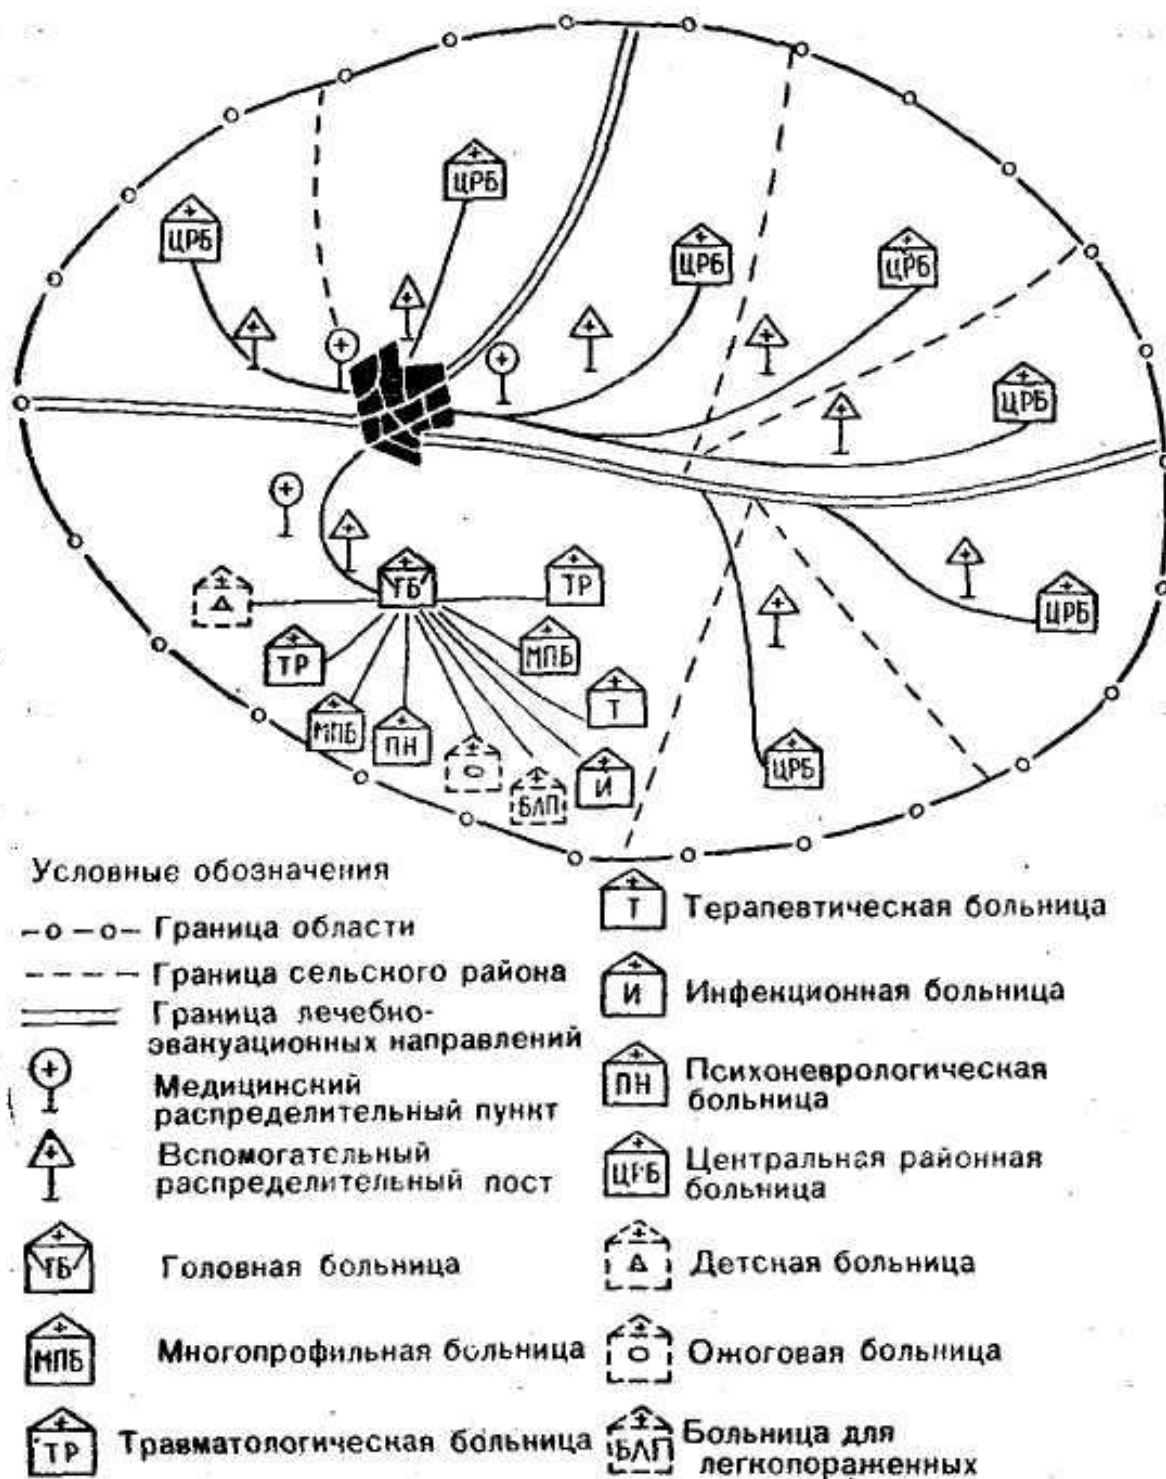 ЦРБ
ЦРБ
ЦРБ
ЦРБ
ЦРБ
ЦРБ
ЦРБ
Д
ГБ
ТР
ТР
МПБ
Т
МПБ
ПН
О
БЛП
И
Условные обозначения
Граница области
Граница сельского района
Граница лечебно-
эвакуационных направлений
Медицинский
распределительный пункт
Вспомогательный
распределительный пост
ГБ Головная больница
МПБ Многопрофильная больница
ТР Травматологическая больница
Т Терапевтическая больница
И Инфекционная больница
ПН Психоневрологическая
больница
ЦРБ Центральная районная
больница
Д Детская больница
О Ожоговая больница
БЛП Больница для
легкопораженных